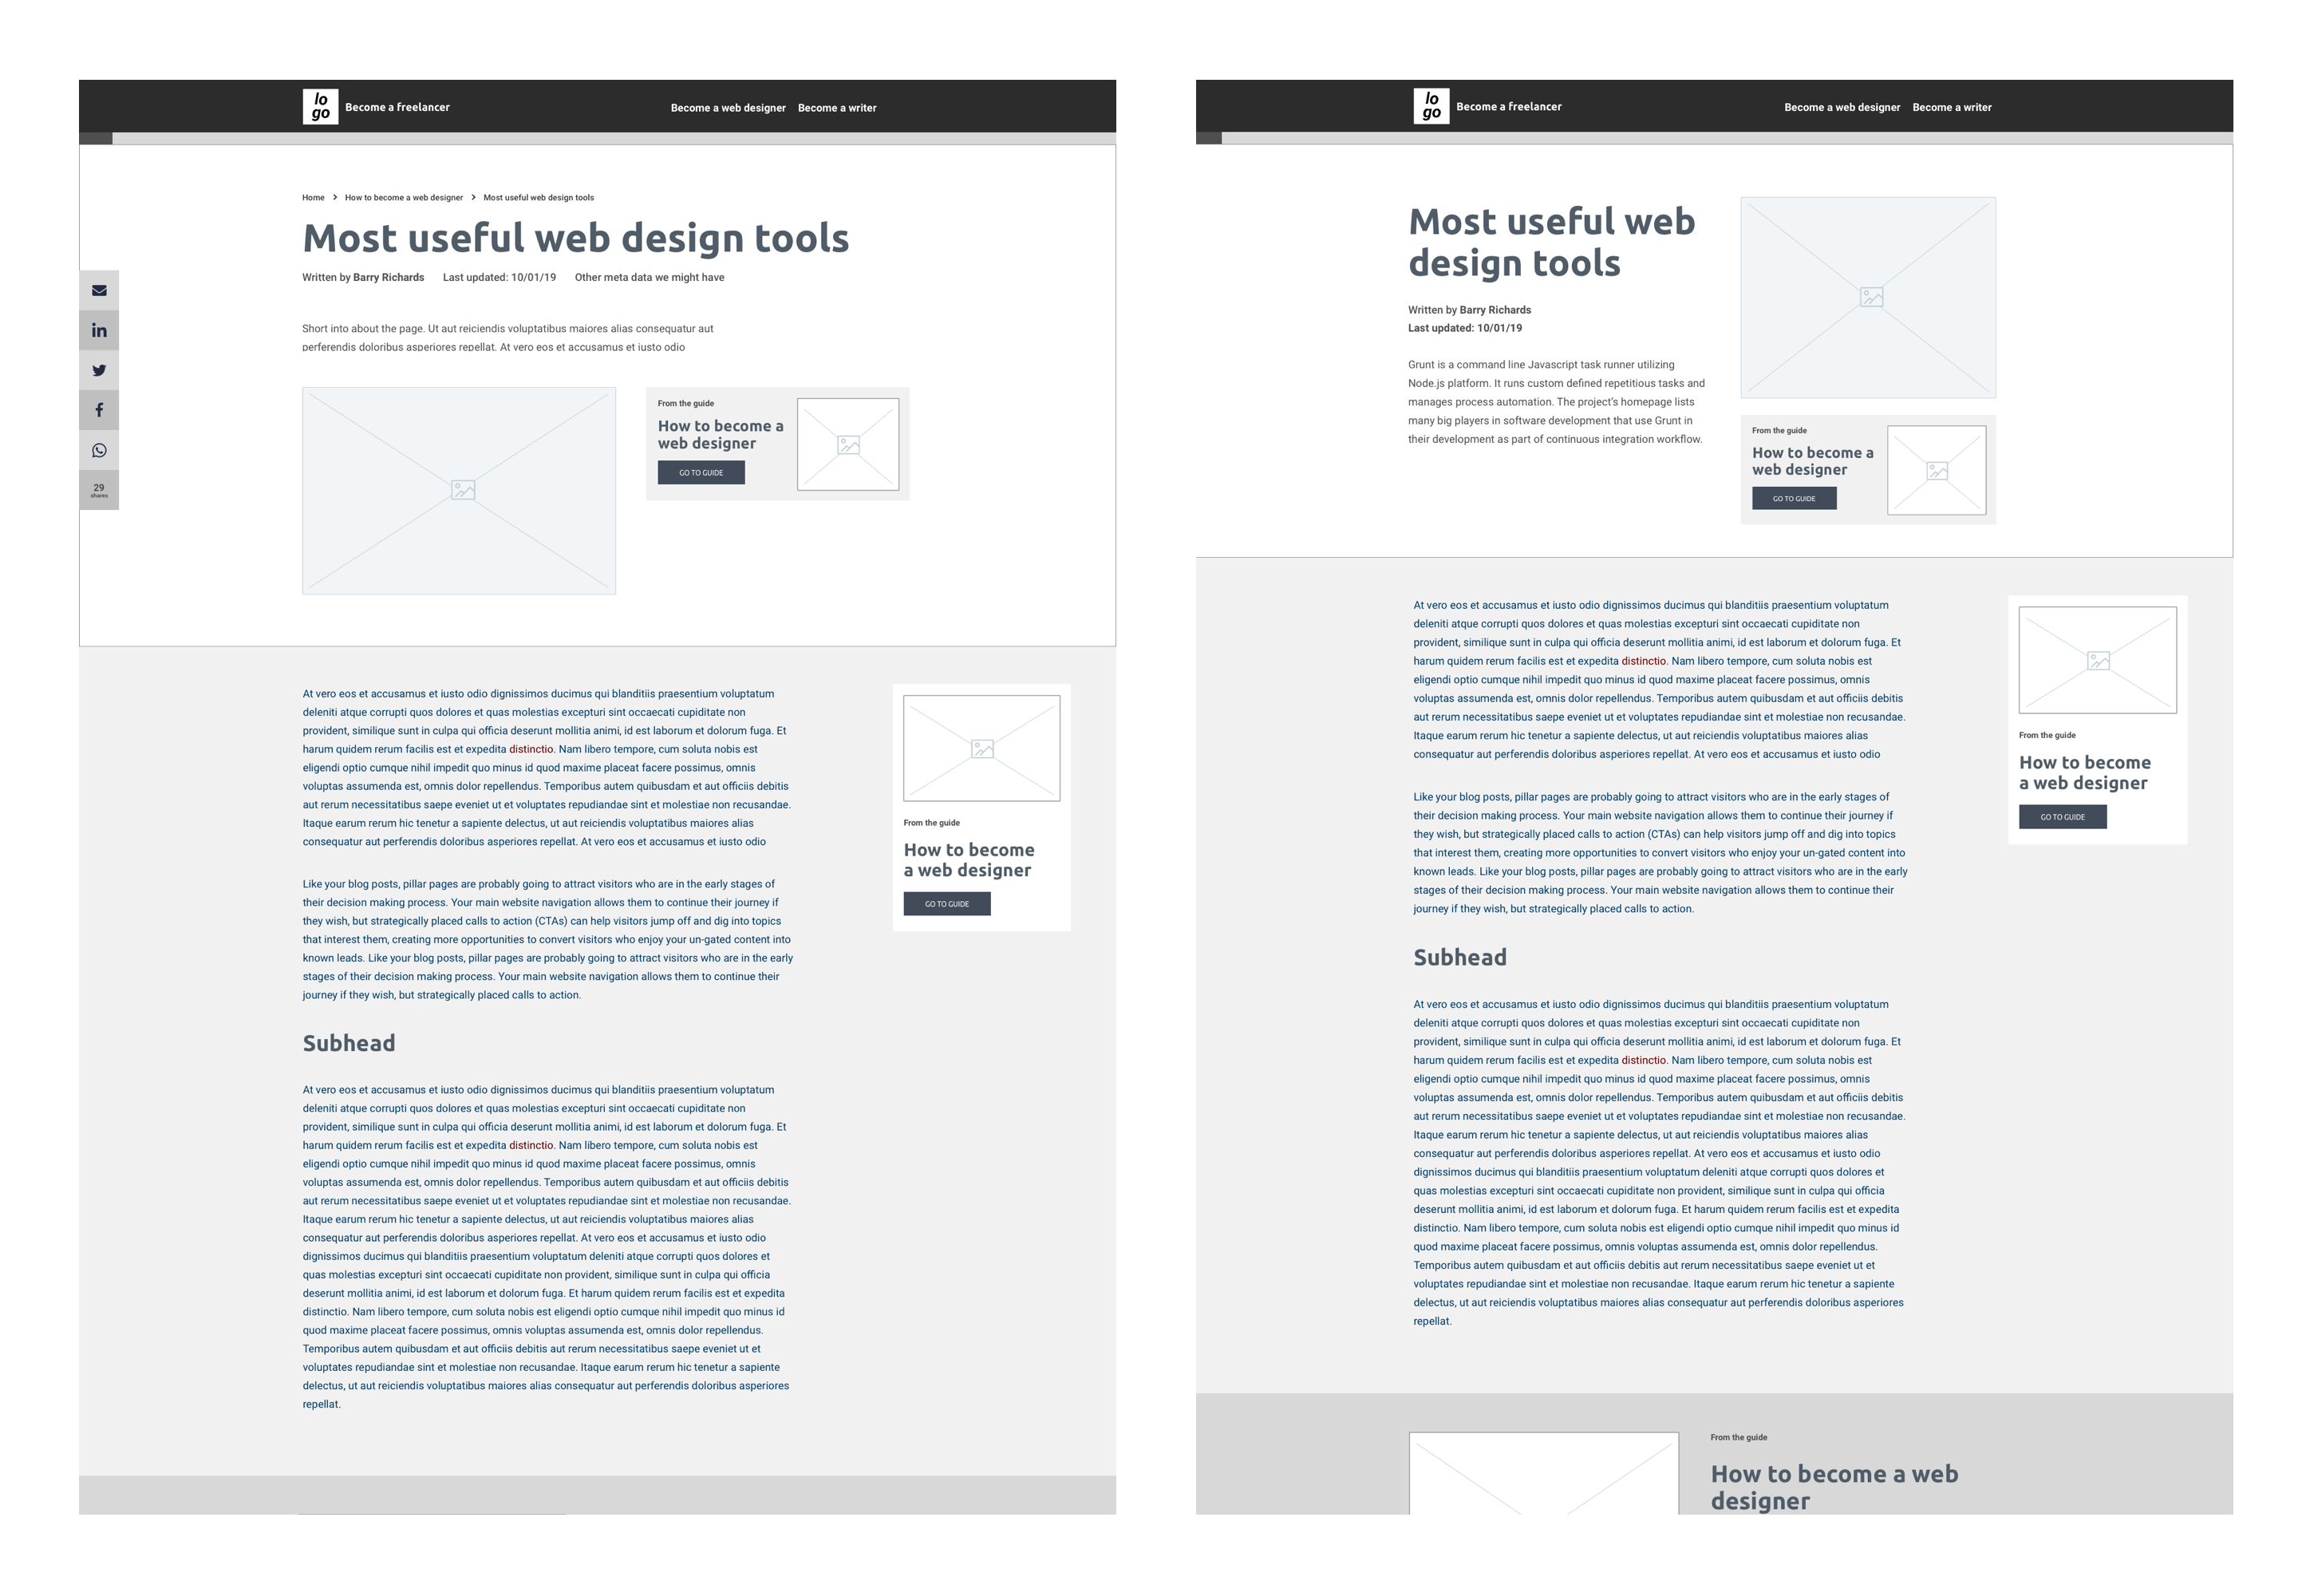 lo
go
Become a freelancer
Become a web designer
Become a writer
Home
How to become a web designer
Most useful web design tools
Most useful web design tools
Written by Barry Richards
Last updated: 10/01/19
Other meta data we might have
29
shares
Short into about the page. Ut aut reiciendis voluptatibus maiores alias consequatur aut
perferendis doloribus asperiores repellat. At vero eos et accusamus et iusto odio
From the guide
How to become a
web designer
GO TO GUIDE
At vero eos et accusamus et iusto odio dignissimos ducimus qui blanditiis praesentium voluptatum
deleniti atque corrupti quos dolores et quas molestias excepturi sint occaecati cupiditate non
provident, similique sunt in culpa qui officia deserunt mollitia animi, id est laborum et dolorum fuga. Et
harum quidem rerum facilis est et expedita distinctio. Nam libero tempore, cum soluta nobis est
eligendi optio cumque nihil impedit quo minus id quod maxime placeat facere possimus, omnis
voluptas assumenda est, omnis dolor repellendus. Temporibus autem quibusdam et aut officiis debitis
aut rerum necessitatibus saepe eveniet ut et voluptates repudiandae sint et molestiae non recusandae.
Itaque earum rerum hic tenetur a sapiente delectus, ut aut reiciendis voluptatibus maiores alias
consequatur aut perferendis doloribus asperiores repellat. At vero eos et accusamus et iusto odio
Like your blog posts, pillar pages are probably going to attract visitors who are in the early stages of
their decision making process. Your main website navigation allows them to continue their journey if
they wish, but strategically placed calls to action (CTAs) can help visitors jump off and dig into topics
that interest them, creating more opportunities to convert visitors who enjoy your un-gated content into
known leads. Like your blog posts, pillar pages are probably going to attract visitors who are in the early
stages of their decision making process. Your main website navigation allows them to continue their
journey if they wish, but strategically placed calls to action.
Subhead
At vero eos et accusamus et iusto odio dignissimos ducimus qui blanditiis praesentium voluptatum
deleniti atque corrupti quos dolores et quas molestias excepturi sint occaecati cupiditate non
provident, similique sunt in culpa qui officia deserunt mollitia animi, id est laborum et dolorum fuga. Et
harum quidem rerum facilis est et expedita distinctio. Nam libero tempore, cum soluta nobis est
eligendi optio cumque nihil impedit quo minus id quod maxime placeat facere possimus, omnis
voluptas assumenda est, omnis dolor repellendus. Temporibus autem quibusdam et aut officiis debitis
aut rerum necessitatibus saepe eveniet ut et voluptates repudiandae sint et molestiae non recusandae.
Itaque earum rerum hic tenetur a sapiente delectus, ut aut reiciendis voluptatibus maiores alias
consequatur aut perferendis doloribus asperiores repellat. At vero eos et accusamus et iusto odio
dignissimos ducimus qui blanditiis praesentium voluptatum deleniti atque corrupti quos dolores et
quas molestias excepturi sint occaecati cupiditate non provident, similique sunt in culpa qui officia
deserunt mollitia animi, id est laborum et dolorum fuga. Et harum quidem rerum facilis est et expedita
distinctio. Nam libero tempore, cum soluta nobis est eligendi optio cumque nihil impedit quo minus id
quod maxime placeat facere possimus, omnis voluptas assumenda est, omnis dolor repellendus.
Temporibus autem quibusdam et aut officiis debitis aut rerum necessitatibus saepe eveniet ut et
voluptates repudiandae sint et molestiae non recusandae. Itaque earum rerum hic tenetur a sapiente
delectus, ut aut reiciendis voluptatibus maiores alias consequatur aut perferendis doloribus asperiores
repellat.
From the guide
How to become
a web designer
GO TO GUIDE
lo
go
Become a freelancer
Become a web designer
Become a writer
Most useful web
design tools
Written by Barry Richards
Last updated: 10/01/19
Grunt is a command line Javascript task runner utilizing
Node.js platform. It runs custom defined repetitious tasks and
manages process automation. The project's homepage lists
many big players in software development that use Grunt in
their development as part of continuous integration workflow.
From the guide
How to become a
web designer
GO TO GUIDE
At vero eos et accusamus et iusto odio dignissimos ducimus qui blanditiis praesentium voluptatum
deleniti atque corrupti quos dolores et quas molestias excepturi sint occaecati cupiditate non
provident, similique sunt in culpa qui officia deserunt mollitia animi, id est laborum et dolorum fuga. Et
harum quidem rerum facilis est et expedita distinctio. Nam libero tempore, cum soluta nobis est
eligendi optio cumque nihil impedit quo minus id quod maxime placeat facere possimus, omnis
voluptas assumenda est, omnis dolor repellendus. Temporibus autem quibusdam et aut officiis debitis
aut rerum necessitatibus saepe eveniet ut et voluptates repudiandae sint et molestiae non recusandae.
Itaque earum rerum hic tenetur a sapiente delectus, ut aut reiciendis voluptatibus maiores alias
consequatur aut perferendis doloribus asperiores repellat. At vero eos et accusamus et iusto odio
Like your blog posts, pillar pages are probably going to attract visitors who are in the early stages of
their decision making process. Your main website navigation allows them to continue their journey if
they wish, but strategically placed calls to action (CTAs) can help visitors jump off and dig into topics
that interest them, creating more opportunities to convert visitors who enjoy your un-gated content into
known leads. Like your blog posts, pillar pages are probably going to attract visitors who are in the early
stages of their decision making process. Your main website navigation allows them to continue their
journey if they wish, but strategically placed calls to action.
Subhead
At vero eos et accusamus et iusto odio dignissimos ducimus qui blanditiis praesentium voluptatum
deleniti atque corrupti quos dolores et quas molestias excepturi sint occaecati cupiditate non
provident, similique sunt in culpa qui officia deserunt mollitia animi, id est laborum et dolorum fuga. Et
harum quidem rerum facilis est et expedita distinctio. Nam libero tempore, cum soluta nobis est
eligendi optio cumque nihil impedit quo minus id quod maxime placeat facere possimus, omnis
voluptas assumenda est, omnis dolor repellendus. Temporibus autem quibusdam et aut officiis debitis
aut rerum necessitatibus saepe eveniet ut et voluptates repudiandae sint et molestiae non recusandae.
Itaque earum rerum hic tenetur a sapiente delectus, ut aut reiciendis voluptatibus maiores alias
consequatur aut perferendis doloribus asperiores repellat. At vero eos et accusamus et iusto odio
dignissimos ducimus qui blanditiis praesentium voluptatum deleniti atque corrupti quos dolores et
quas molestias excepturi sint occaecati cupiditate non provident, similique sunt in culpa qui officia
deserunt mollitia animi, id est laborum et dolorum fuga. Et harum quidem rerum facilis est et expedita
distinctio. Nam libero tempore, cum soluta nobis est eligendi optio cumque nihil impedit quo minus id
quod maxime placeat facere possimus, omnis voluptas assumenda est, omnis dolor repellendus.
Temporibus autem quibusdam et aut officiis debitis aut rerum necessitatibus saepe eveniet ut et
voluptates repudiandae sint et molestiae non recusandae. Itaque earum rerum hic tenetur a sapiente
delectus, ut aut reiciendis voluptatibus maiores alias consequatur aut perferendis doloribus asperiores
repellat.
From the guide
How to become
a web designer
GO TO GUIDE
From the guide
How to become a web
designer